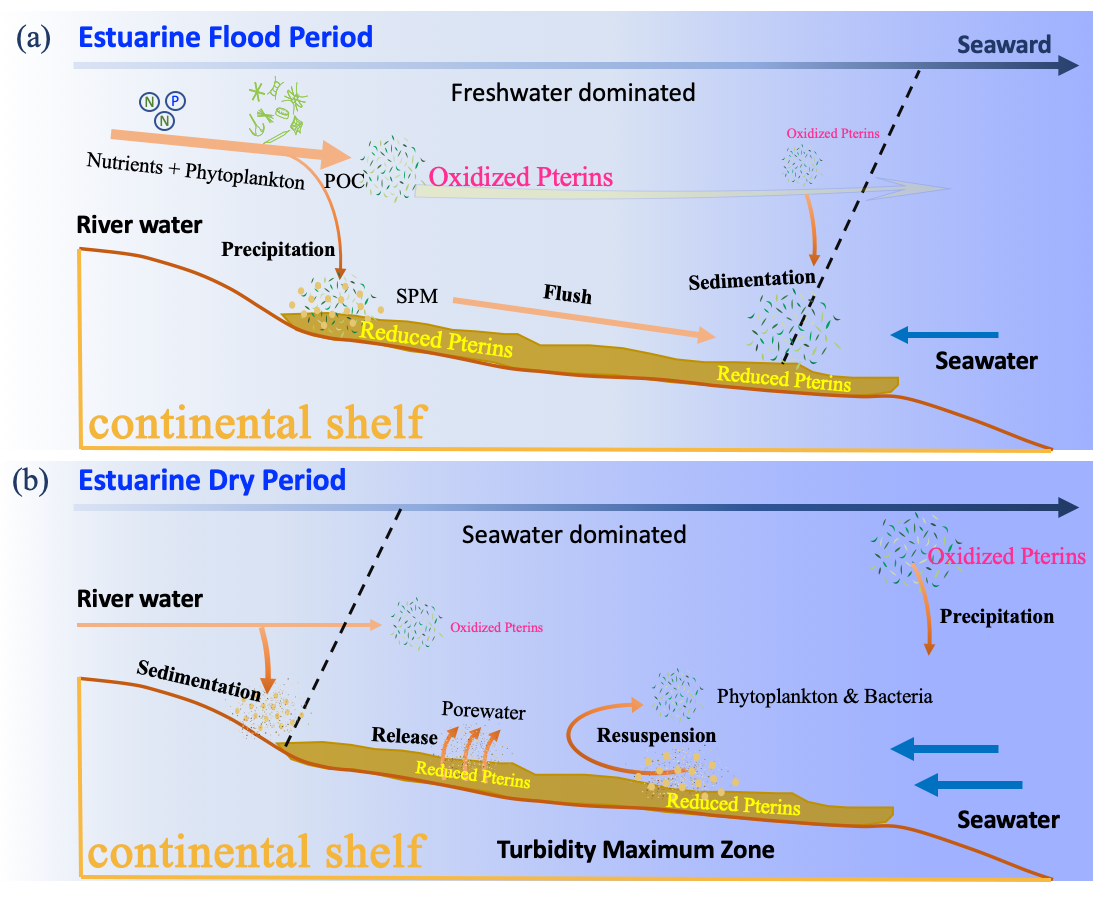 (a) Estuarine Flood Period
Seaward
Freshwater dominated
N P
N
Nutrients + Phytoplankton
POC
Oxidized Pterins
Oxidized Pterins
River water
Precipitation
SPM
Flush
Sedimentation
Reduced Pterins
Reduced Pterins
Seawater
continental shelf
(b) Estuarine Dry Period
Seawater dominated
Oxidized Pterins
River water
Oxidized Pterins
Precipitation
Sedimentation
Porewater
Release
Phytoplankton & Bacteria
Resuspension
Reduced Pterins
Reduced Pterins
Seawater
continental shelf
Turbidity Maximum Zone